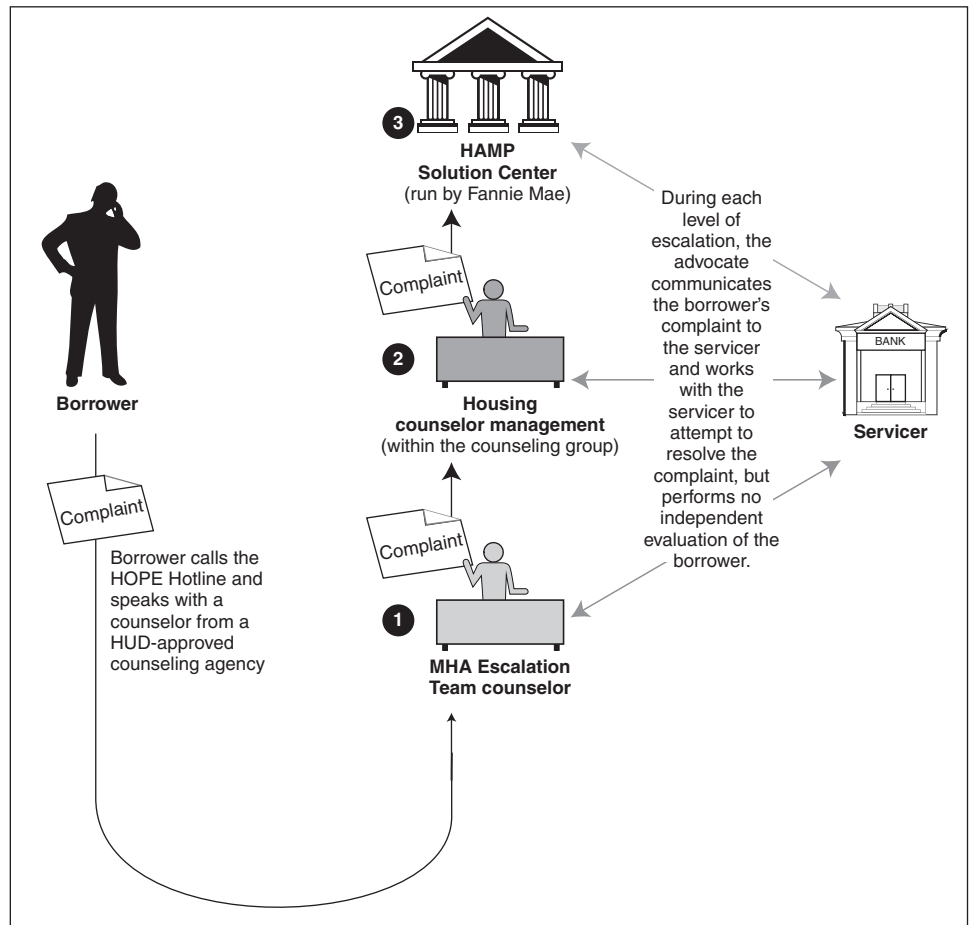 3
HAMP
Solution Center
(run by Fannie Mae)
Complaint
2
Housing
counselor management
(within the counseling group)
Complaint
1
MHA Escalation
Team counselor
Borrower
Complaint
Borrower calls the
HOPE Hotline and
speaks with a
counselor from a
HUD-approved
counseling agency
During each
level of
escalation, the
advocate
communicates
the borrower's
complaint to
the servicer
and works
with the
servicer to
attempt to
resolve the
complaint, but
performs no
independent
evaluation of the
borrower.
BANK
Servicer